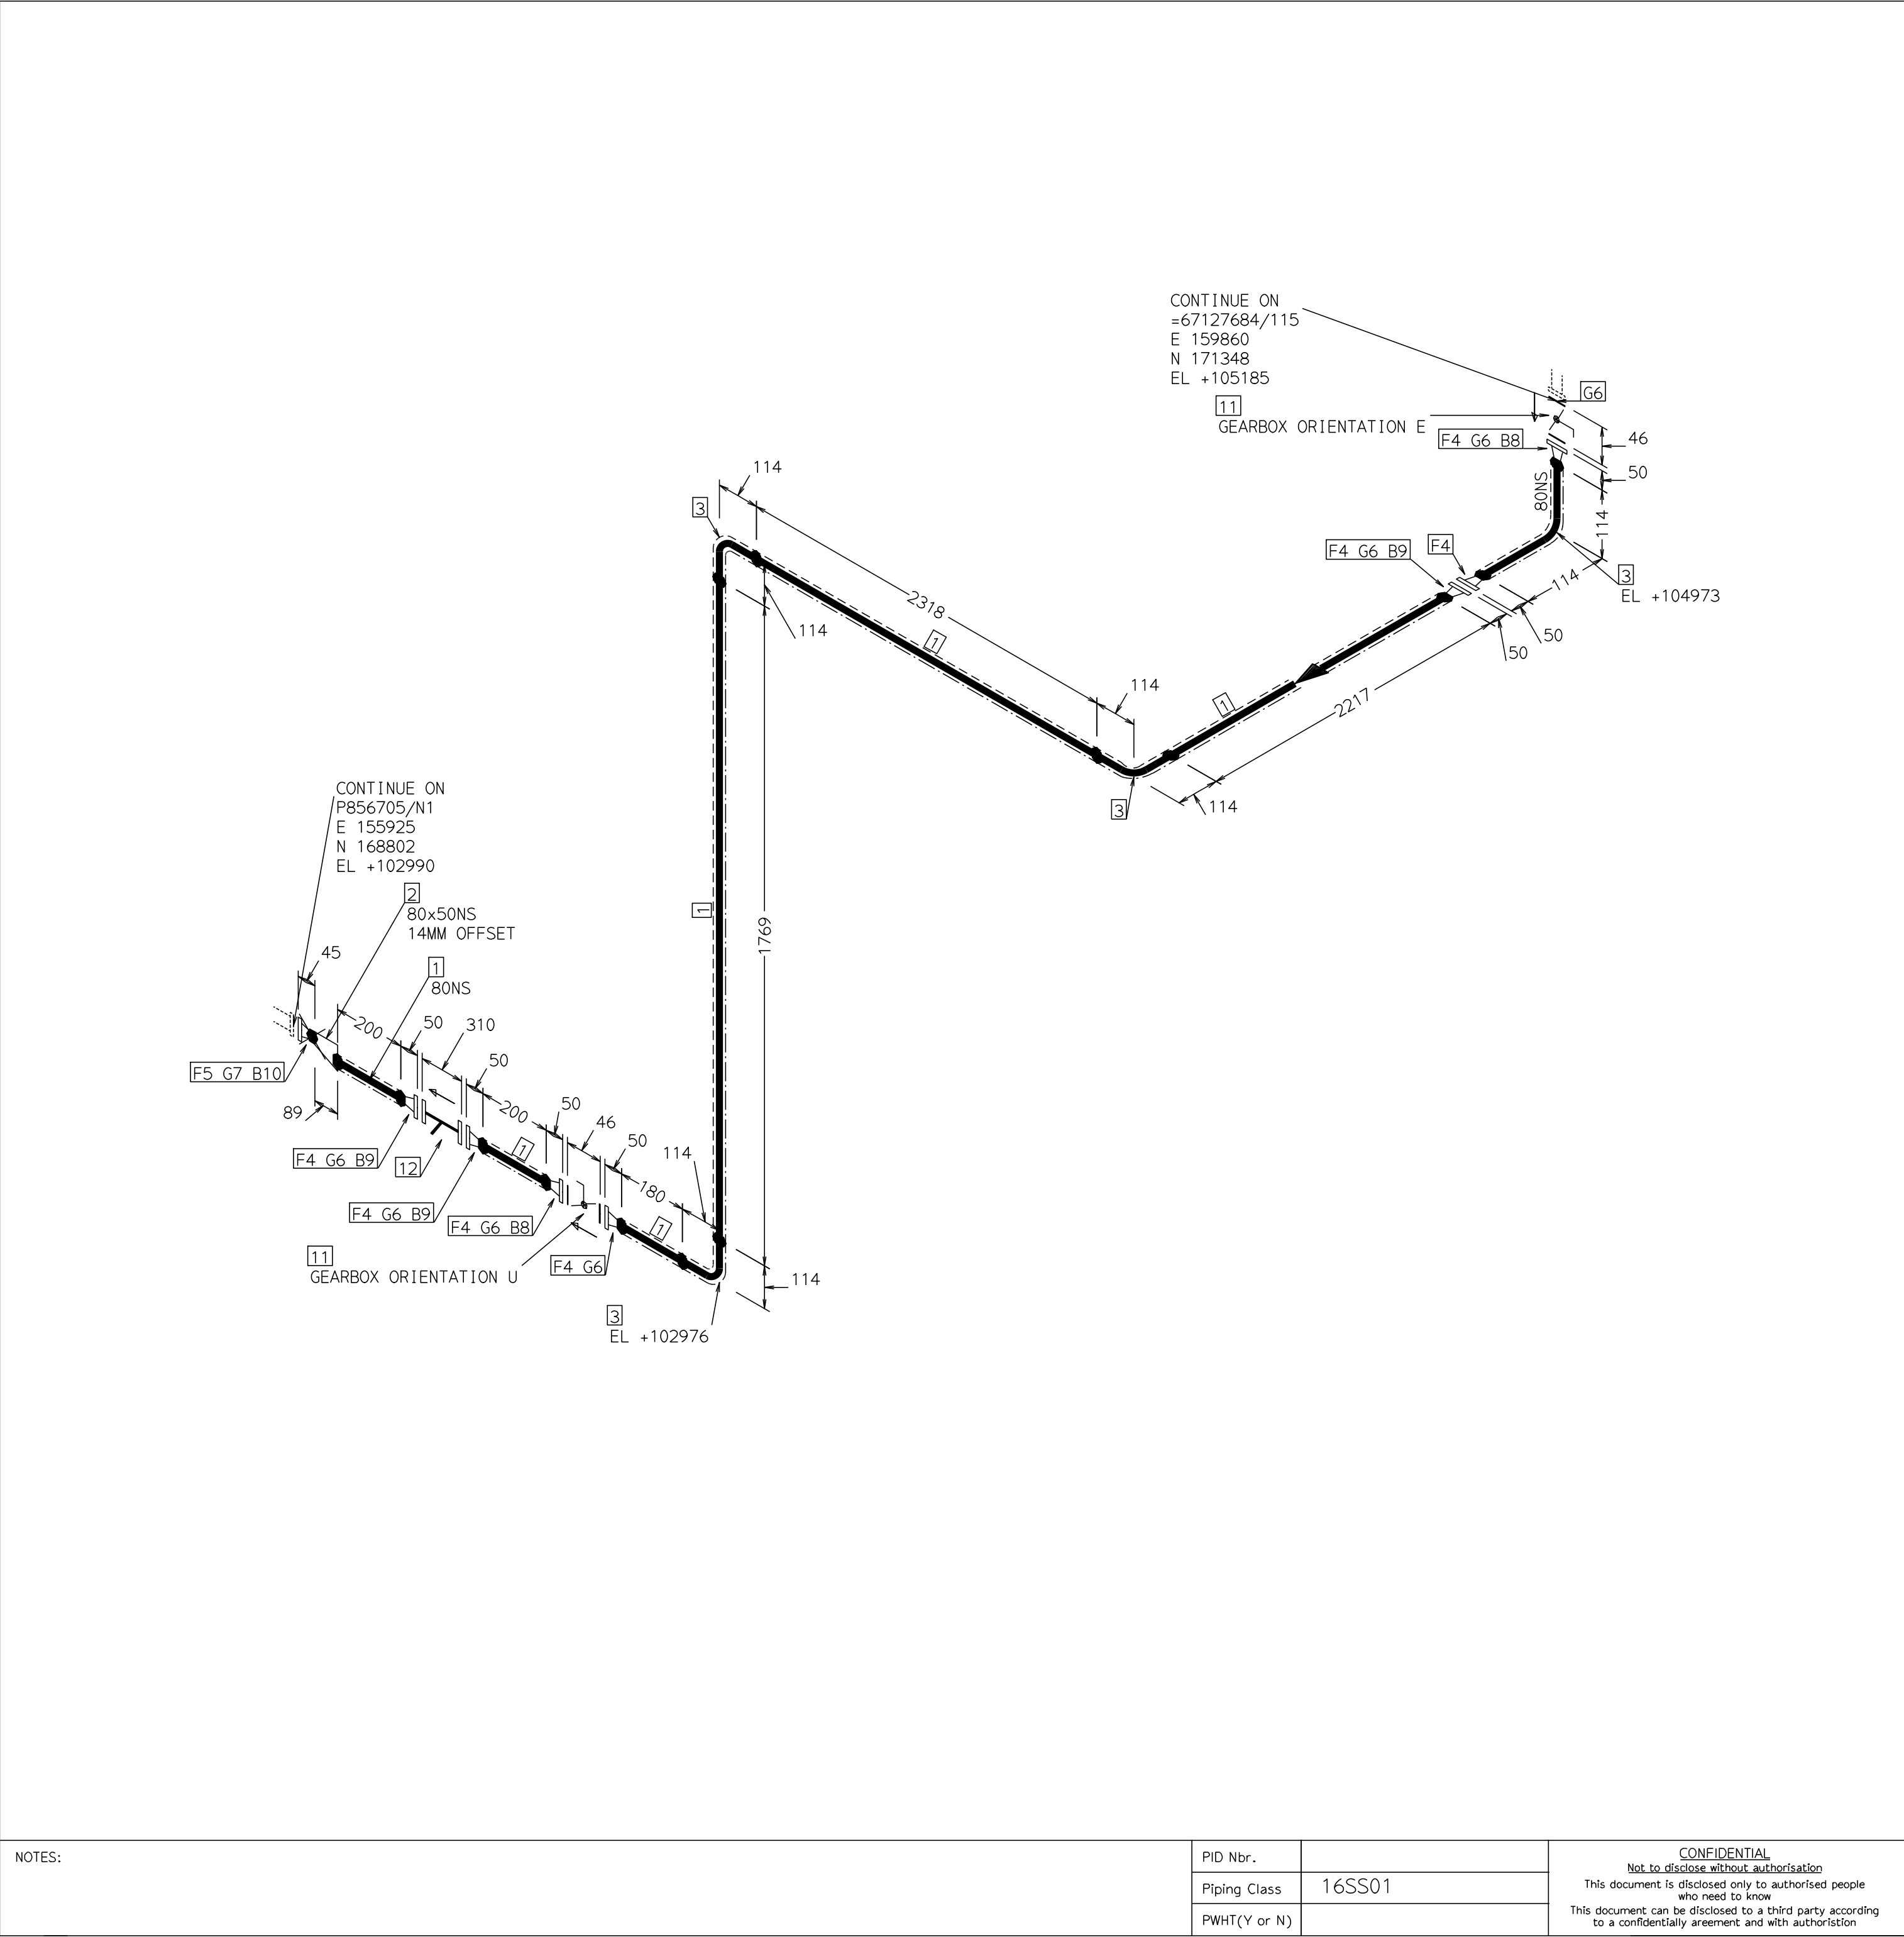 CONTINUE ON
=67127684/115
E 159860
N 171348
EL +105185
11
GEARBOX ORIENTATION E
G6
F4 G6 B8
46
50
80NS
114
F4 G6 B9
F4
114
3
EL +104973
50
50
114
3
114
2318
1
114
1
2217
114
3
CONTINUE ON
P856705/N1
E 155925
N 168802
EL +102990
2
80x50NS
14MM OFFSET
1
1769
45
1
80NS
200
50
310
50
F5 G7 B10
89
200
50
46
50
114
F4 G6 B9
12
1
180
F4 G6 B9
F4 G6 B8
1
11
GEARBOX ORIENTATION U
F4 G6
114
3
EL +102976
NOTES:
PID Nbr.
Piping Class 16SS01
PWHT(Y or N)
CONFIDENTIAL
Not to disclose without authorisation
This document is disclosed only to authorised people
who need to know
This document can be disclosed to a third party according
to a confidentially areement and with authoristion